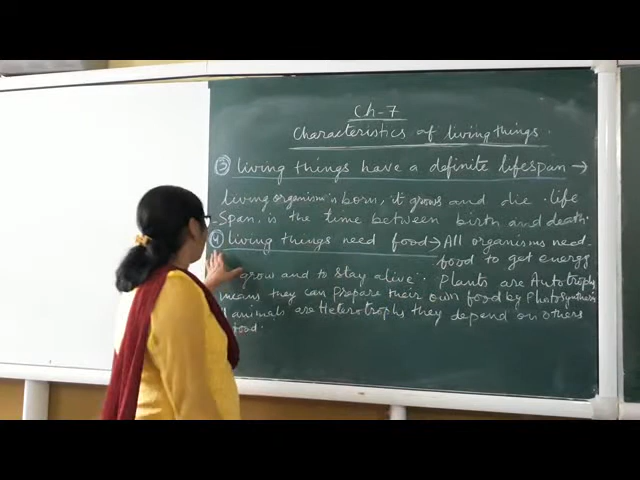 Ch-7
Characteristics of living things.
③ living things have a definite lifespan →
living organism is born, it grows and die. life
-Span. is the time between birth and death.
④ living things need food → All organisms need
food to get energy
grow and to stay alive. Plants are Autotrophs
means they can prepare their own food by Photosynthesis
animals are Heterotrophs they depend on others
food.